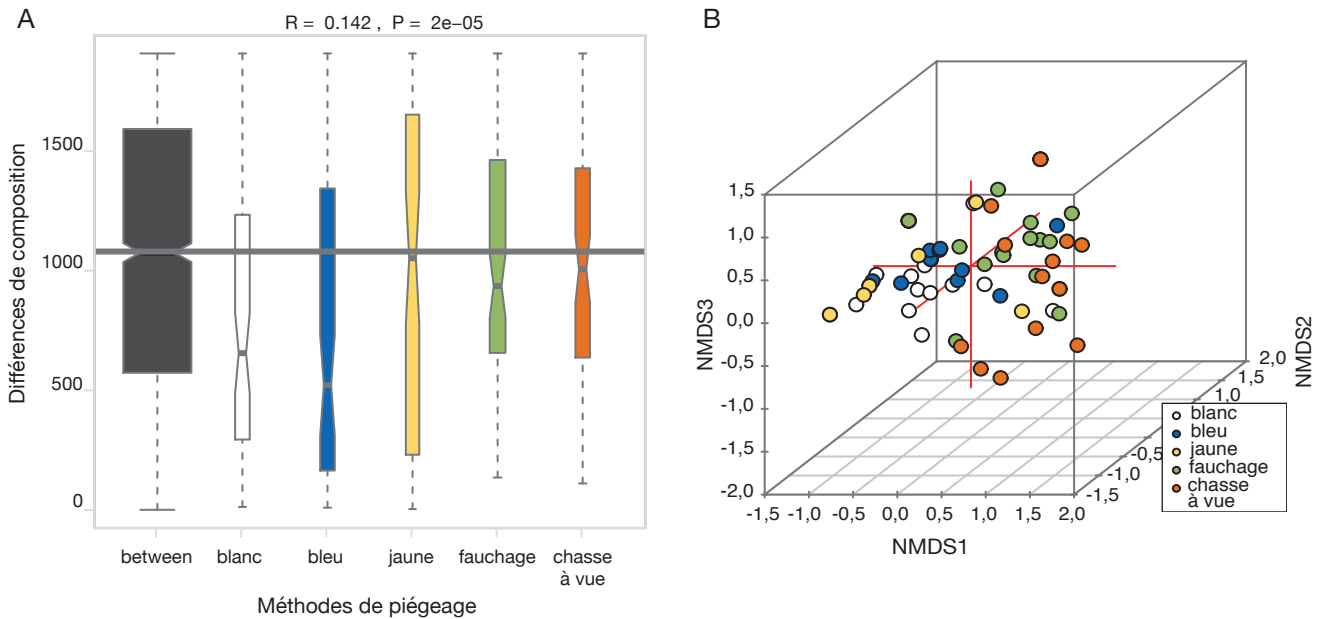 A
R = 0.142 , P = 2e−05
Différences de composition
1500
1000
500
0
between
blanc
bleu
jaune
fauchage
chasse
à vue
Méthodes de piégeage
B
NMDS3
1,5
1,0
0,5
0,0
-0,5
-1,0
-1,5
-2,0
-1,5
-1,0
-0,5
0,0
0,5
1,0
1,5
2,0
NMDS1
2,0
1,5
1,0
-0,5
-1,0
-1,5
NMDS2
blanc
bleu
jaune
fauchage
chasse
à vue